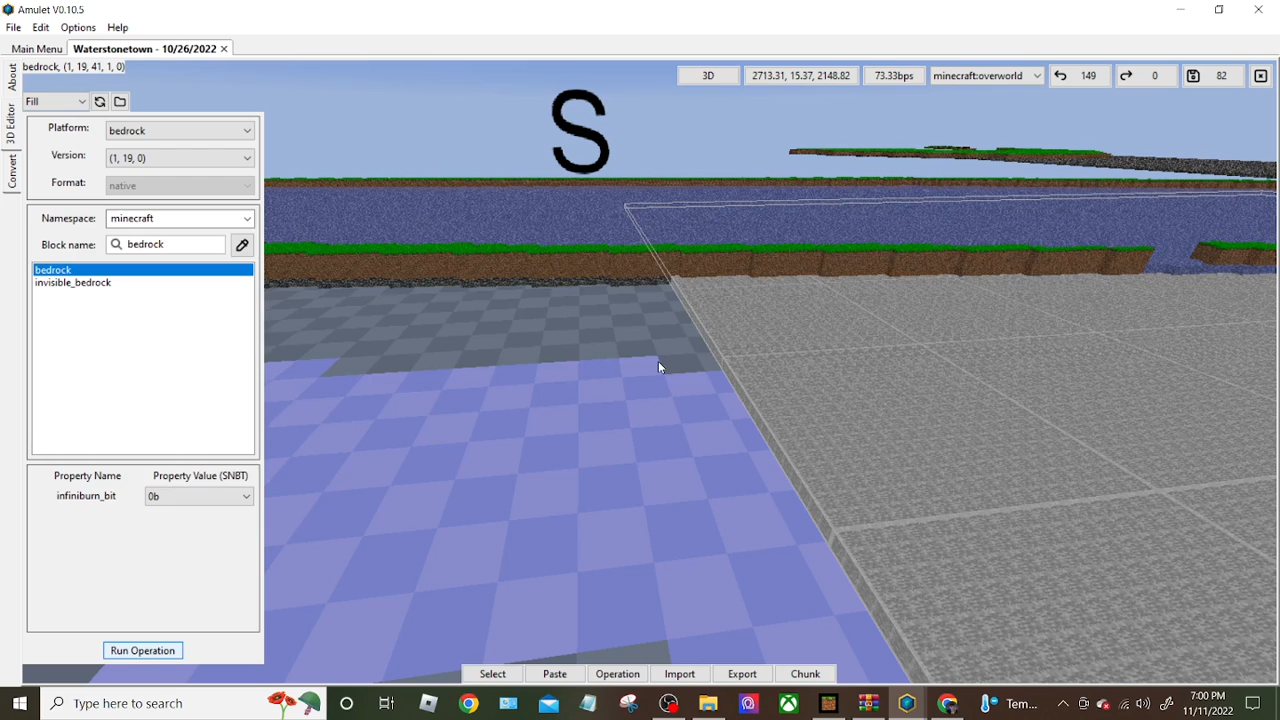 Amulet V0.10.5
File Edit Options Help
Main Menu Waterstonetown - 10/26/2022
bedrock, (1, 19, 41, 1, 0)
About
3D Editor
Convert
3D 2713.31, 15.37, 2148.82 73.33bps minecraft:overworld 149 0 82
Fill
Platform: bedrock
Version: (1, 19, 0)
Format: native
Namespace: minecraft
Block name: bedrock
bedrock
invisible_bedrock
Property Name Property Value (SNBT)
infiniburn_bit 0b
Run Operation
S
Select Paste Operation Import Export Chunk
Type here to search
Tem...
7:00 PM
11/11/2022